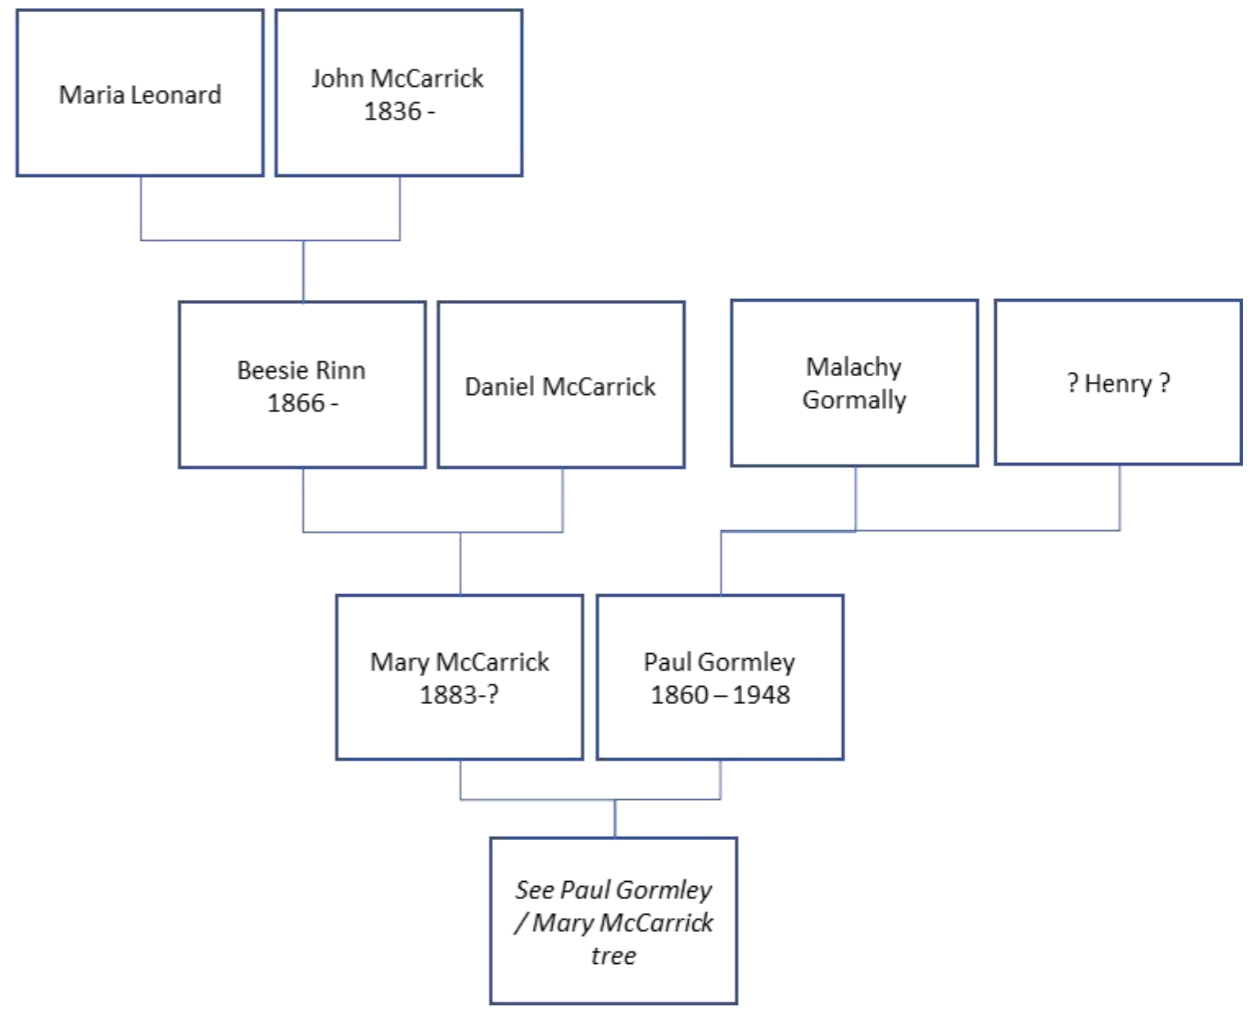 Maria Leonard
John McCarrick
1836 -
Beesie Rinn
1866 -
Daniel McCarrick
Malachy
Gormally
? Henry ?
Mary McCarrick
1883-?
Paul Gormley
1860 – 1948
See Paul Gormley
/ Mary McCarrick
tree